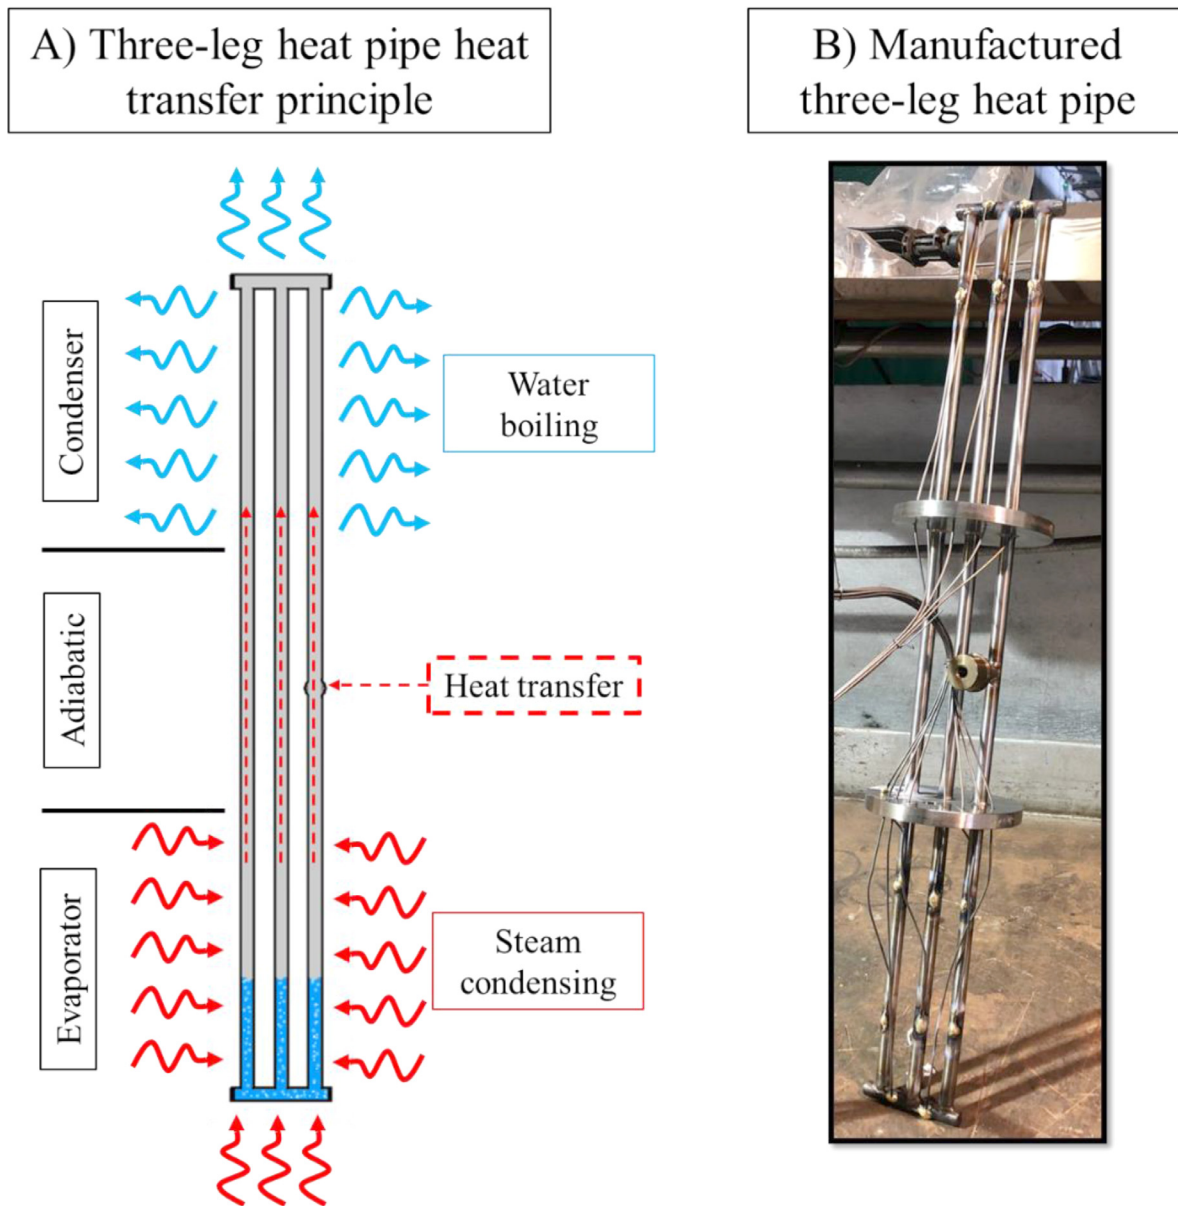 A) Three-leg heat pipe heat
transfer principle
B) Manufactured
three-leg heat pipe
Condenser
Water
boiling
Adiabatic
Heat transfer
Evaporator
Steam
condensing